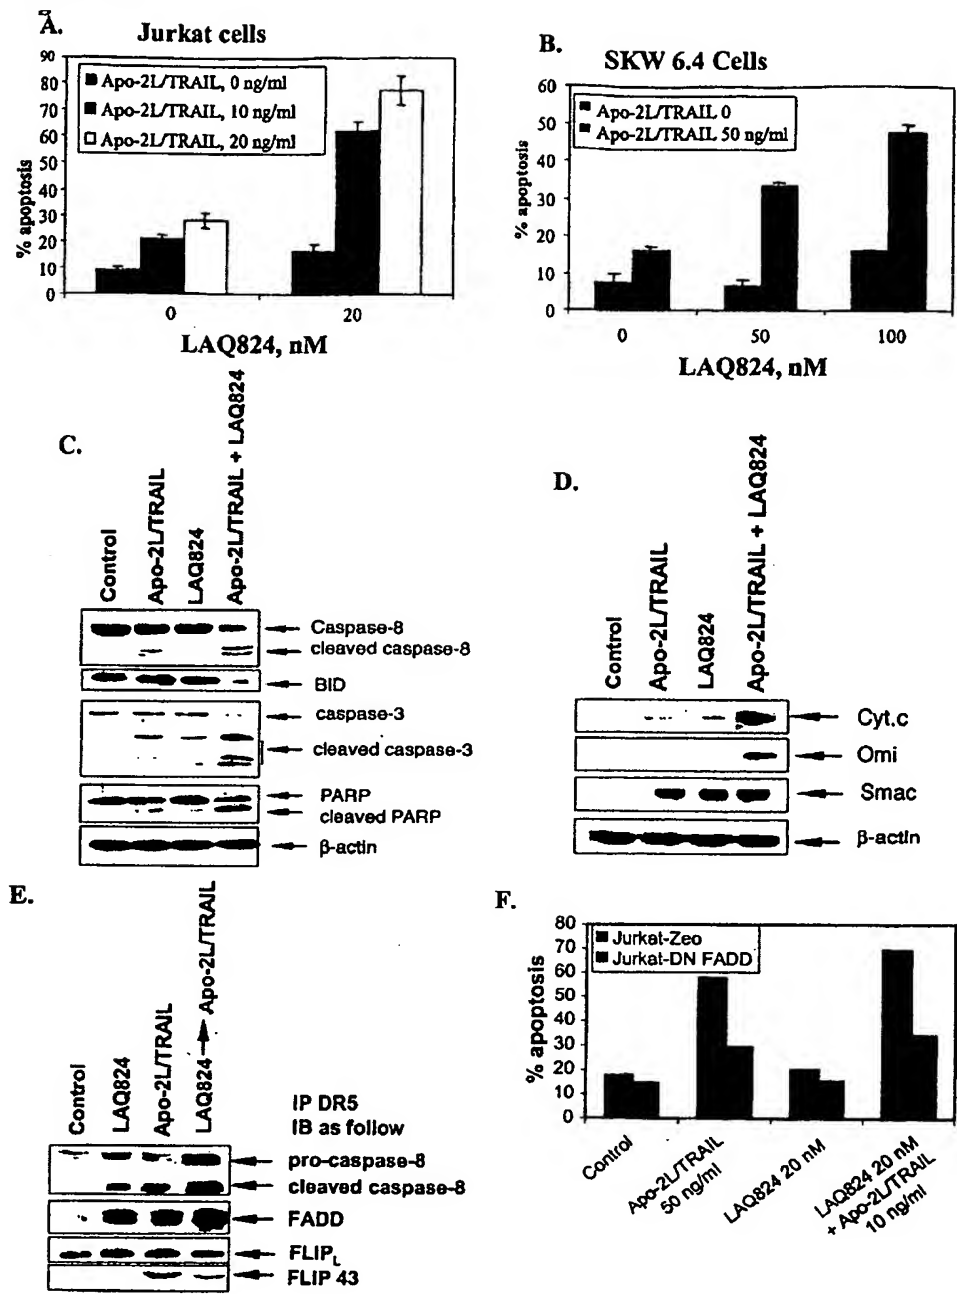 A.
Jurkat cells
90
80
70
60
50
40
30
20
10
0
% apoptosis
Apo-2L/TRAIL, 0 ng/ml
Apo-2L/TRAIL, 10 ng/ml
Apo-2L/TRAIL, 20 ng/ml
0
20
LAQ824, nM
B.
SKW 6.4 Cells
60
50
40
30
20
10
0
% apoptosis
Apo-2L/TRAIL 0
Apo-2L/TRAIL 50 ng/ml
0
50
100
LAQ824, nM
C.
Control
Apo-2L/TRAIL
LAQ824
Apo-2L/TRAIL + LAQ824
Caspase-8
cleaved caspase-8
BID
caspase-3
cleaved caspase-3
PARP
cleaved PARP
β-actin
D.
Control
Apo-2L/TRAIL
LAQ824
Apo-2L/TRAIL + LAQ824
Cyt.c
Omi
Smac
β-actin
E.
Control
LAQ824
Apo-2L/TRAIL
LAQ824 → Apo-2L/TRAIL
IP DR5
IB as follow
pro-caspase-8
cleaved caspase-8
FADD
FLIPL
FLIP 43
F.
80
70
60
50
40
30
20
10
0
% apoptosis
Jurkat-Zeo
Jurkat-DN FADD
Control
Apo-2L/TRAIL
50 ng/ml
LAQ824 20 nM
LAQ824 20 nM
+ Apo-2L/TRAIL
10 ng/ml